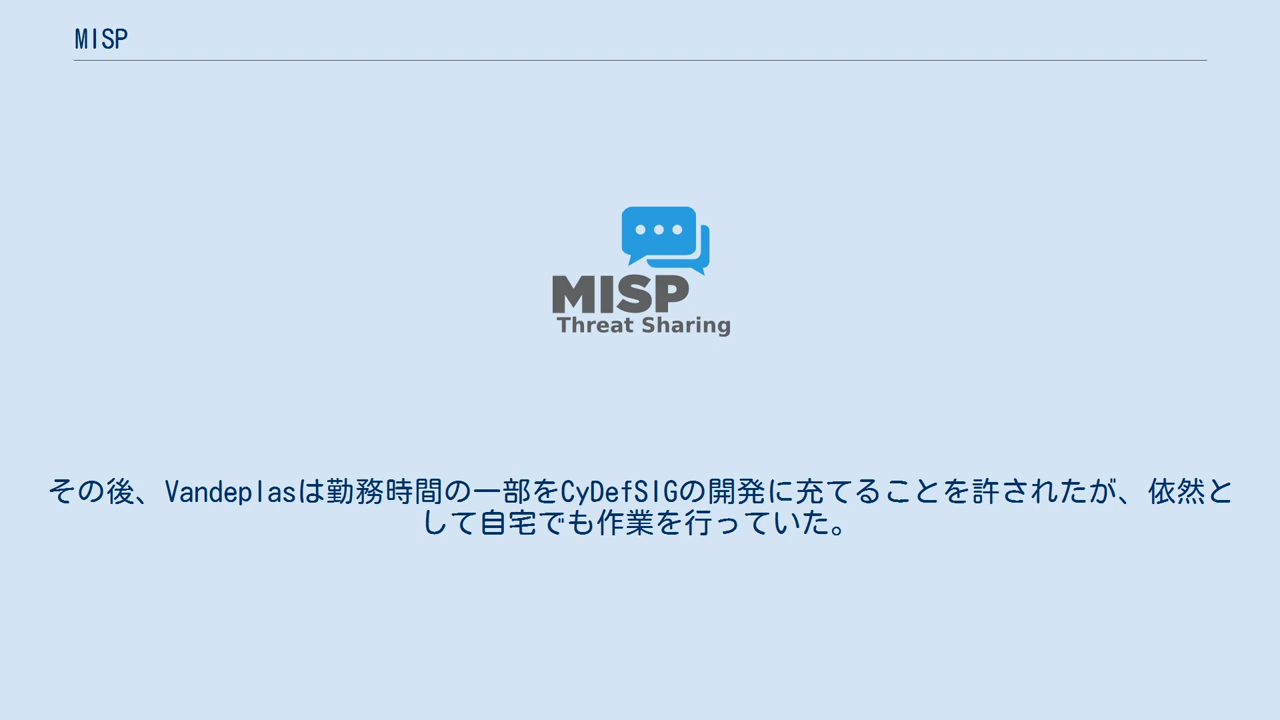 MISP
MISP
Threat Sharing
その後、Vandeplasは勤務時間の一部をCyDefSIGの開発に充てることを許されたが、依然と
して自宅でも作業を行っていた。